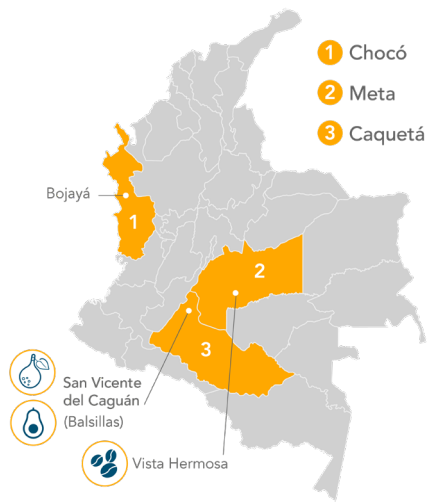 1 Chocó
2 Meta
3 Caquetá
Bojayá
1
2
3
San Vicente
del Caguán
(Balsillas)
Vista Hermosa